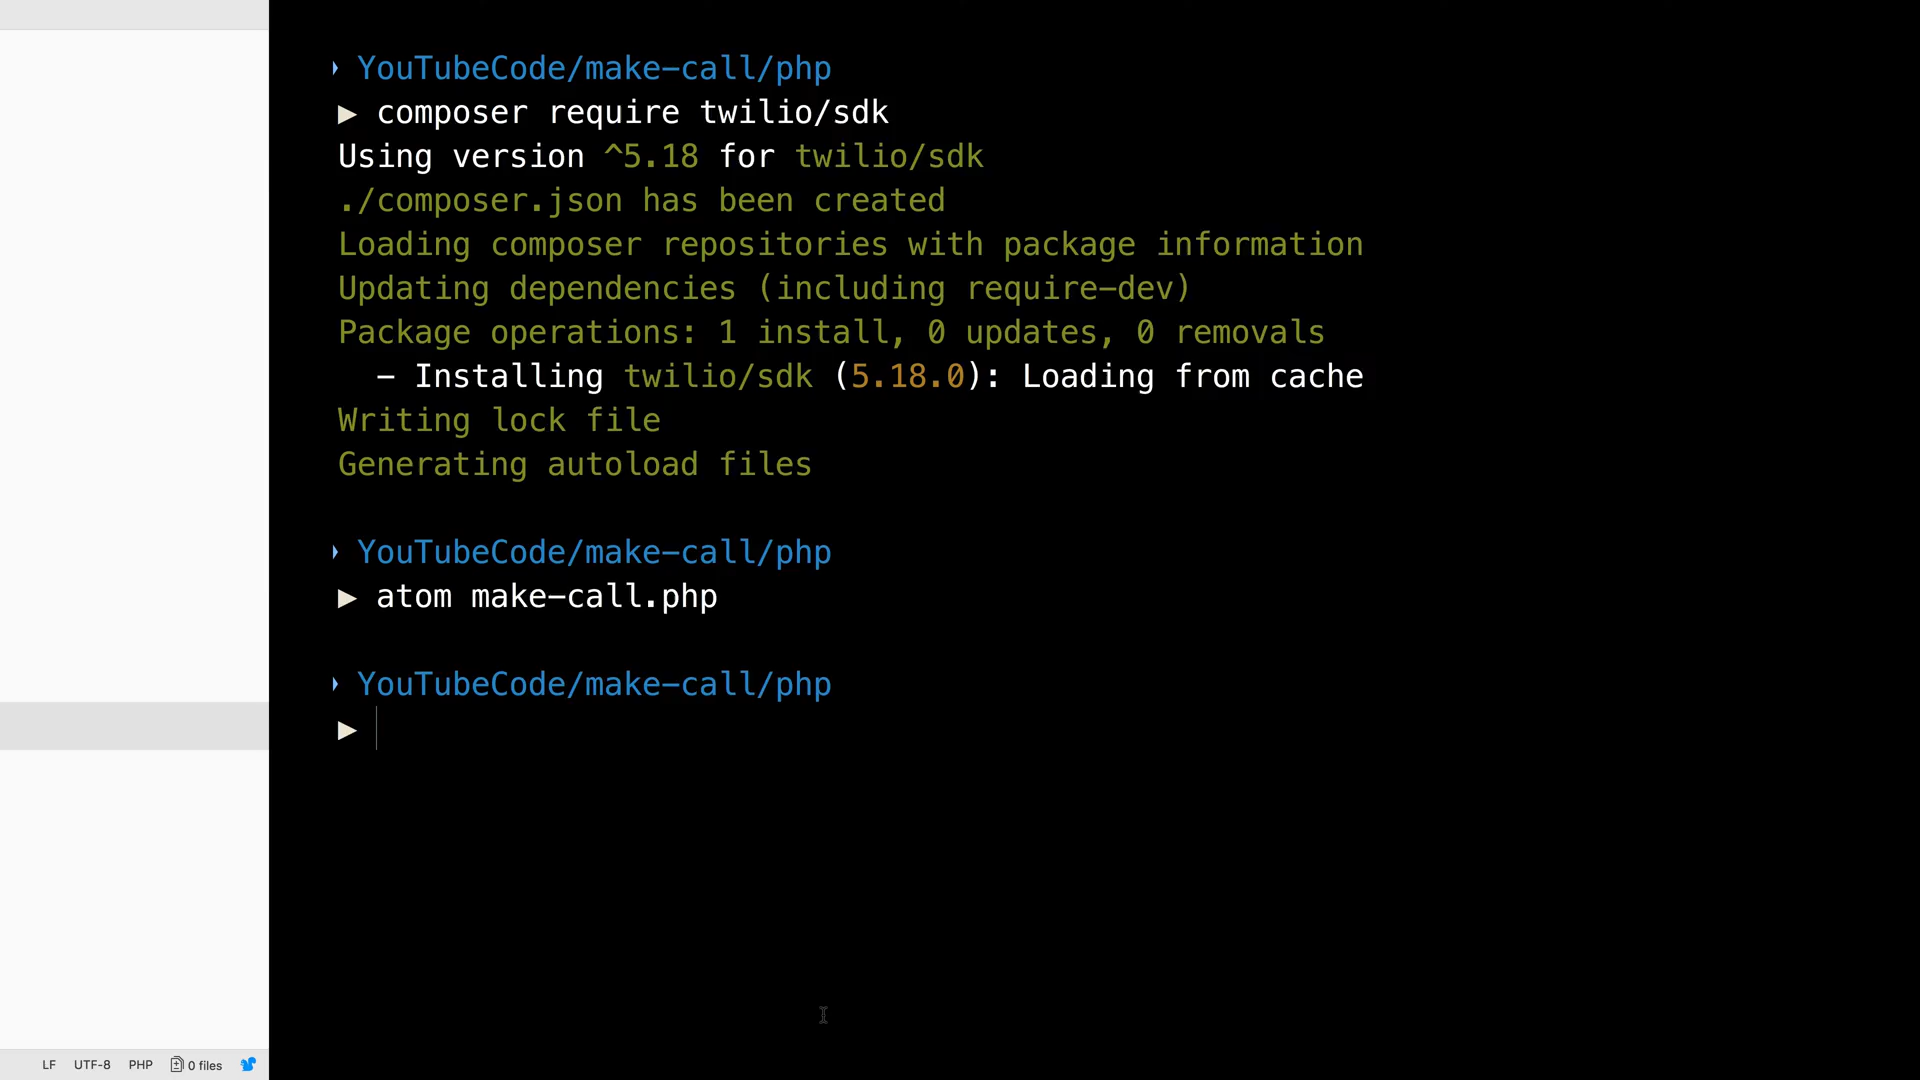 YouTubeCode/make-call/php
▶ composer require twilio/sdk
Using version ^5.18 for twilio/sdk
./composer.json has been created
Loading composer repositories with package information
Updating dependencies (including require-dev)
Package operations: 1 install, 0 updates, 0 removals
  - Installing twilio/sdk (5.18.0): Loading from cache
Writing lock file
Generating autoload files
YouTubeCode/make-call/php
▶ atom make-call.php
YouTubeCode/make-call/php
▶
LF UTF-8 PHP 0 files